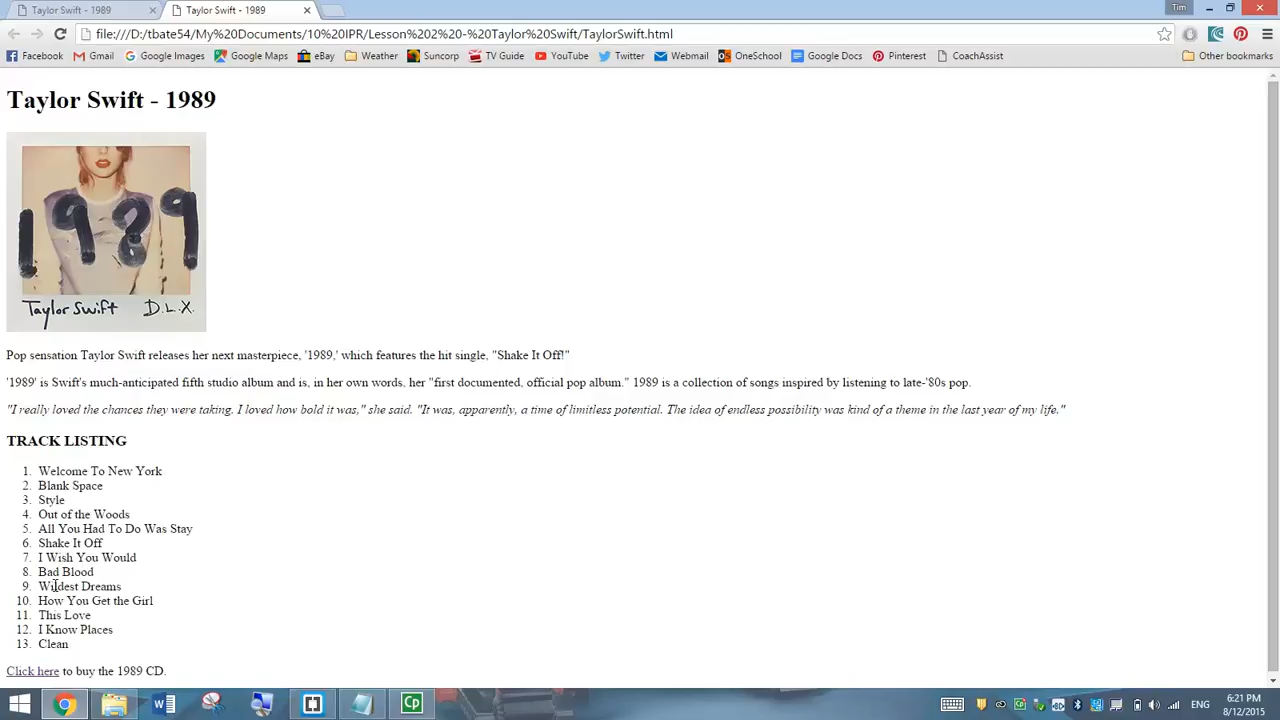 Taylor Swift - 1989
Taylor Swift - 1989
Tim
file:///D:/tbate54/My%20Documents/10%20IPR/Lesson%202%20-%20Taylor%20Swift/TaylorSwift.html
Facebook Gmail Google Images Google Maps eBay Weather Suncorp TV Guide YouTube Twitter Webmail OneSchool Google Docs Pinterest CoachAssist Other bookmarks
Taylor Swift - 1989
1989
Taylor Swift D.L.X.
Pop sensation Taylor Swift releases her next masterpiece, '1989,' which features the hit single, "Shake It Off!"
'1989' is Swift's much-anticipated fifth studio album and is, in her own words, her "first documented, official pop album." 1989 is a collection of songs inspired by listening to late-'80s pop.
"I really loved the chances they were taking. I loved how bold it was," she said. "It was, apparently, a time of limitless potential. The idea of endless possibility was kind of a theme in the last year of my life."
TRACK LISTING
1. Welcome To New York
2. Blank Space
3. Style
4. Out of the Woods
5. All You Had To Do Was Stay
6. Shake It Off
7. I Wish You Would
8. Bad Blood
9. Wildest Dreams
10. How You Get the Girl
11. This Love
12. I Know Places
13. Clean
Click here to buy the 1989 CD.
ENG
6:21 PM
8/12/2015